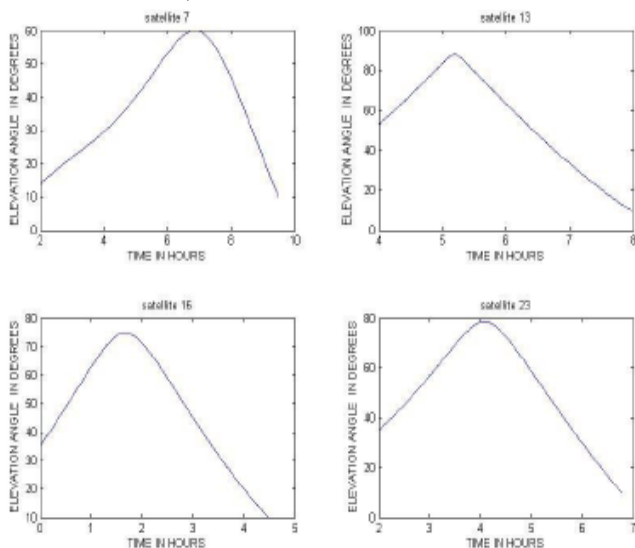 satellite 7
60
50
40
30
20
10
0
ELEVATION ANGLE IN DEGREES
2 4 6 8 10
TIME IN HOURS
satellite 13
100
80
60
40
20
0
ELEVATION ANGLE IN DEGREES
4 5 6 7 8
TIME IN HOURS
satellite 16
80
70
60
50
40
30
20
10
ELEVATION ANGLE IN DEGREES
0 1 2 3 4 5
TIME IN HOURS
satellite 23
80
60
40
20
0
ELEVATION ANGLE IN DEGREES
2 3 4 5 6 7
TIME IN HOURS